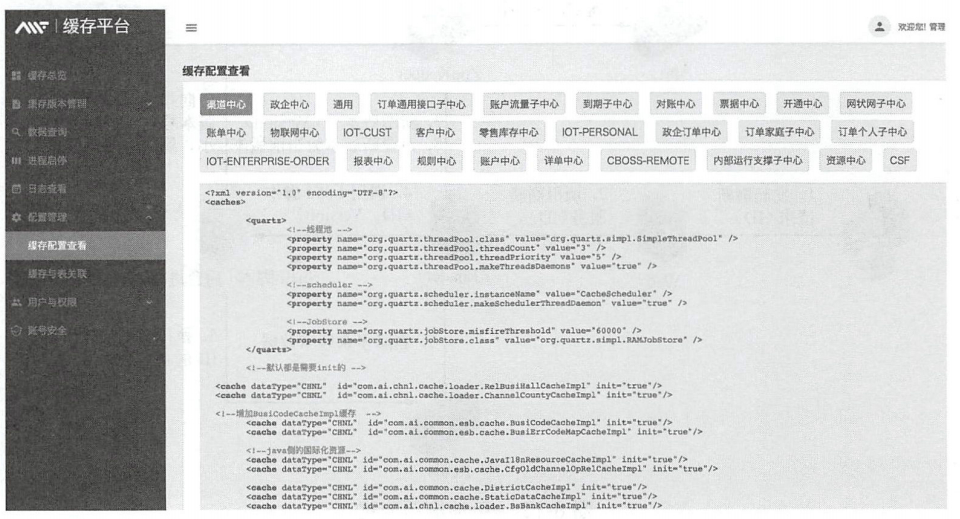 缓存平台
欢迎您! 管理
缓存总览
缓存版本管理
数据查询
进程启停
日志查看
配置管理
缓存配置查看
缓存与表关联
用户与权限
账号安全
缓存配置查看
渠道中心 政企中心 通用 订单通用接口子中心 账户流量子中心 到期子中心 对账中心 票据中心 开通中心 网状网子中心
账单中心 物联网中心 IOT-CUST 客户中心 零售库存中心 IOT-PERSONAL 政企订单中心 订单家庭子中心 订单个人子中心
IOT-ENTERPRISE-ORDER 报表中心 规则中心 账户中心 详单中心 CBOSS-REMOTE 内部运行支撑子中心 资源中心 CSF
<?xml version="1.0" encoding="UTF-8"?>
<caches>
<quartz>
<!--线程池 -->
<property name="org.quartz.threadPool.class" value="org.quartz.simpl.SimpleThreadPool" />
<property name="org.quartz.threadPool.threadCount" value="3" />
<property name="org.quartz.threadPool.threadPriority" value="5" />
<property name="org.quartz.threadPool.makeThreadsDaemons" value="true" />
<!--scheduler -->
<property name="org.quartz.scheduler.instanceName" value="CacheScheduler" />
<property name="org.quartz.scheduler.makeSchedulerThreadDaemon" value="true" />
<!--JobStore -->
<property name="org.quartz.jobStore.misfireThreshold" value="60000" />
<property name="org.quartz.jobStore.class" value="org.quartz.simpl.RAMJobStore" />
</quartz>
<!--默认都是需要init的 -->
<cache dataType="CHNL" id="com.ai.chnl.cache.loader.RelBusiHallCacheImpl" init="true"/>
<cache dataType="CHNL" id="com.ai.chnl.cache.loader.ChannelCountyCacheImpl" init="true"/>
<!--增加BusiCodeCacheImpl缓存 -->
<cache dataType="CHNL" id="com.ai.common.esb.cache.BusiCodeCacheImpl" init="true"/>
<cache dataType="CHNL" id="com.ai.common.esb.cache.BusiErrCodeMapCacheImpl" init="true"/>
<!--java侧的国际化资源-->
<cache dataType="CHNL" id="com.ai.common.cache.JavaI18nResourceCacheImpl" init="true"/>
<cache dataType="CHNL" id="com.ai.common.esb.cache.CfgOldChannelOpRelCacheImpl" init="true"/>
<cache dataType="CHNL" id="com.ai.common.cache.DistrictCacheImpl" init="true"/>
<cache dataType="CHNL" id="com.ai.common.cache.StaticDataCacheImpl" init="true"/>
<cache dataType="CHNL" id="com.ai.chnl.cache.loader.BsBankCacheImpl" init="true"/>